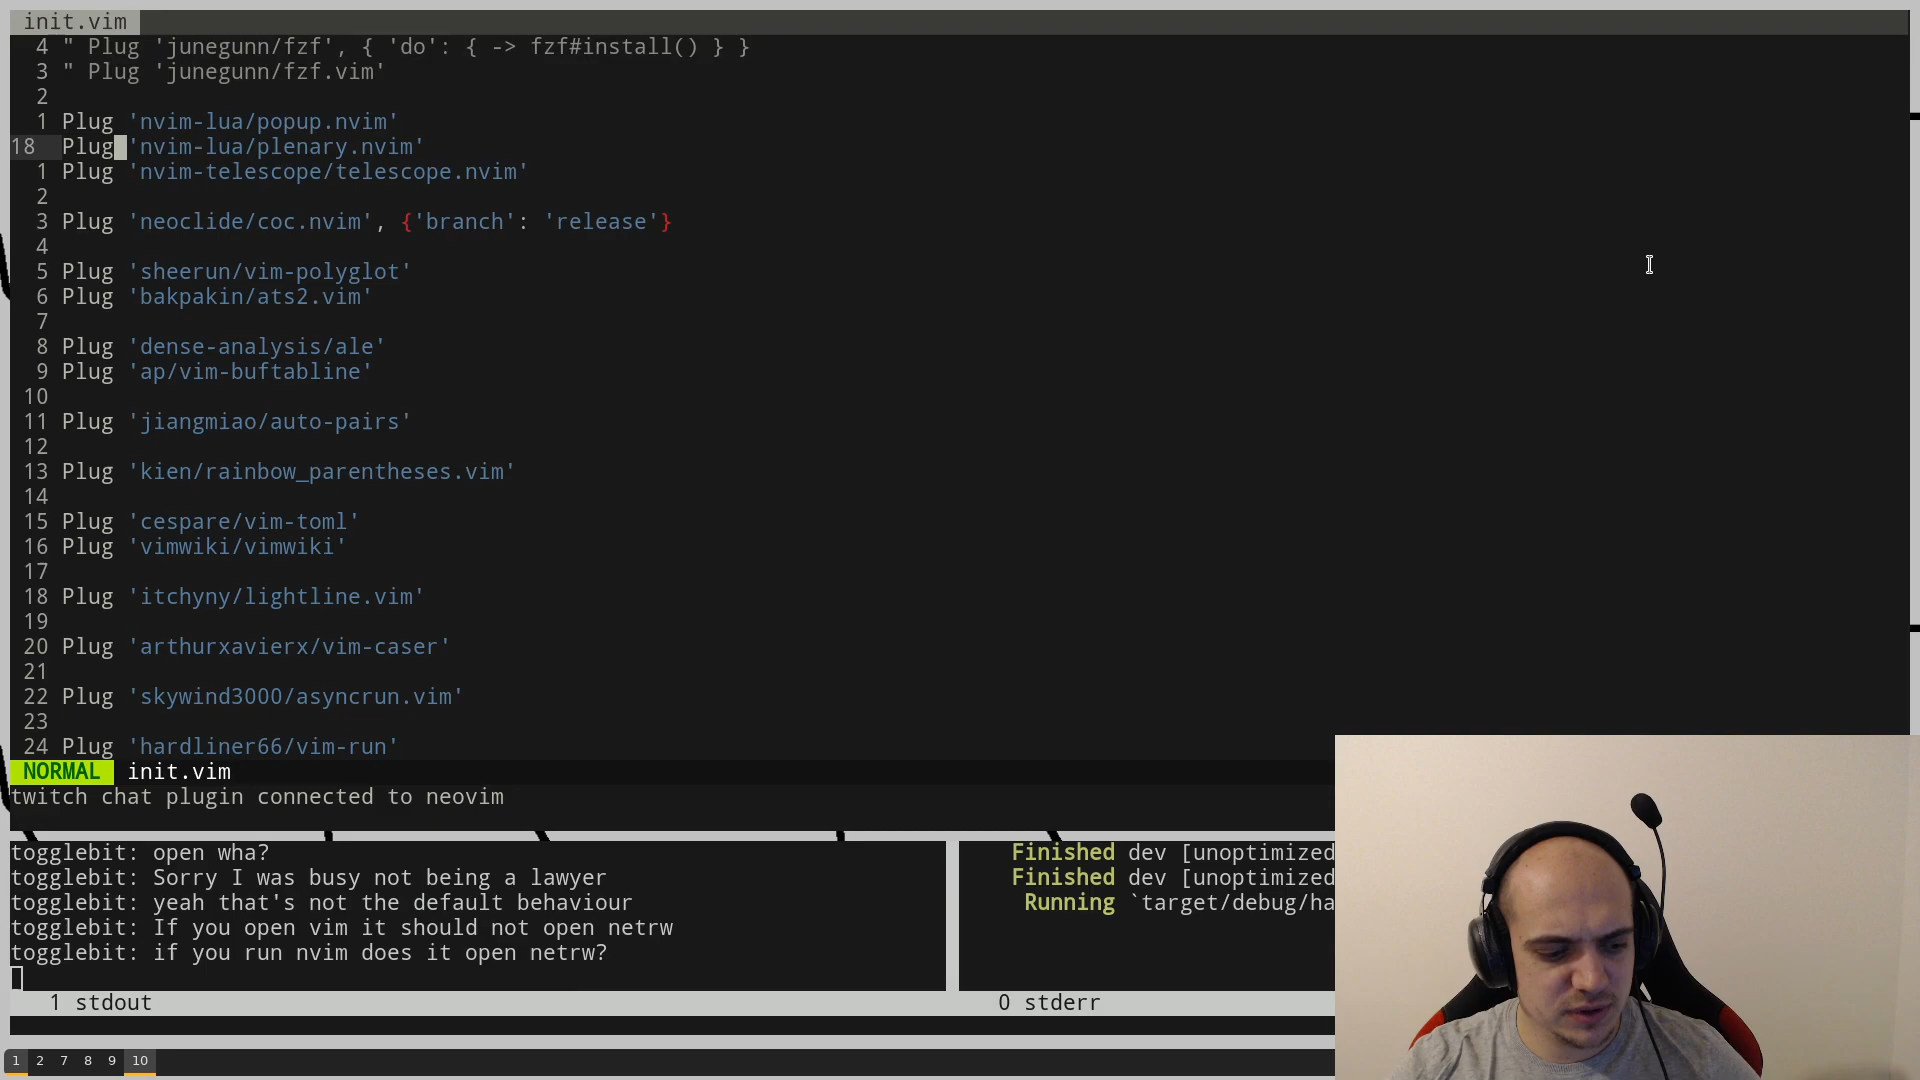 init.vim
4 " Plug 'junegunn/fzf', { 'do': { -> fzf#install() } }
3 " Plug 'junegunn/fzf.vim'
2
1 Plug 'nvim-lua/popup.nvim'
18 Plug 'nvim-lua/plenary.nvim'
1 Plug 'nvim-telescope/telescope.nvim'
2
3 Plug 'neoclide/coc.nvim', {'branch': 'release'}
4
5 Plug 'sheerun/vim-polyglot'
6 Plug 'bakpakin/ats2.vim'
7
8 Plug 'dense-analysis/ale'
9 Plug 'ap/vim-buftabline'
10
11 Plug 'jiangmiao/auto-pairs'
12
13 Plug 'kien/rainbow_parentheses.vim'
14
15 Plug 'cespare/vim-toml'
16 Plug 'vimwiki/vimwiki'
17
18 Plug 'itchyny/lightline.vim'
19
20 Plug 'arthurxavierx/vim-caser'
21
22 Plug 'skywind3000/asyncrun.vim'
23
24 Plug 'hardliner66/vim-run'
NORMAL init.vim
twitch chat plugin connected to neovim
togglebit: open wha?
togglebit: Sorry I was busy not being a lawyer
togglebit: yeah that's not the default behaviour
togglebit: If you open vim it should not open netrw
togglebit: if you run nvim does it open netrw?
1 stdout
Finished dev [unoptimized
Finished dev [unoptimized
Running `target/debug/ha
0 stderr
1 2 7 8 9 10